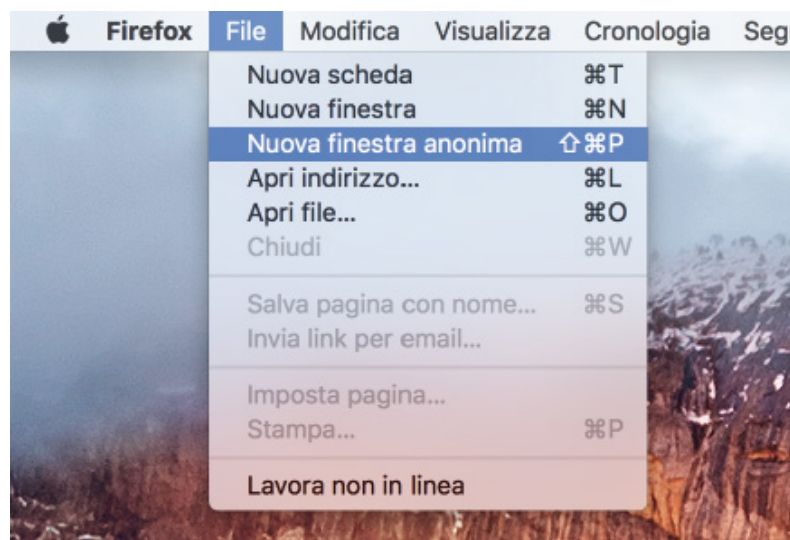 Firefox File Modifica Visualizza Cronologia Seg
Nuova scheda ⌘T
Nuova finestra ⌘N
Nuova finestra anonima ⇧⌘P
Apri indirizzo... ⌘L
Apri file... ⌘O
Chiudi ⌘W
Salva pagina con nome... ⌘S
Invia link per email...
Imposta pagina...
Stampa... ⌘P
Lavora non in linea